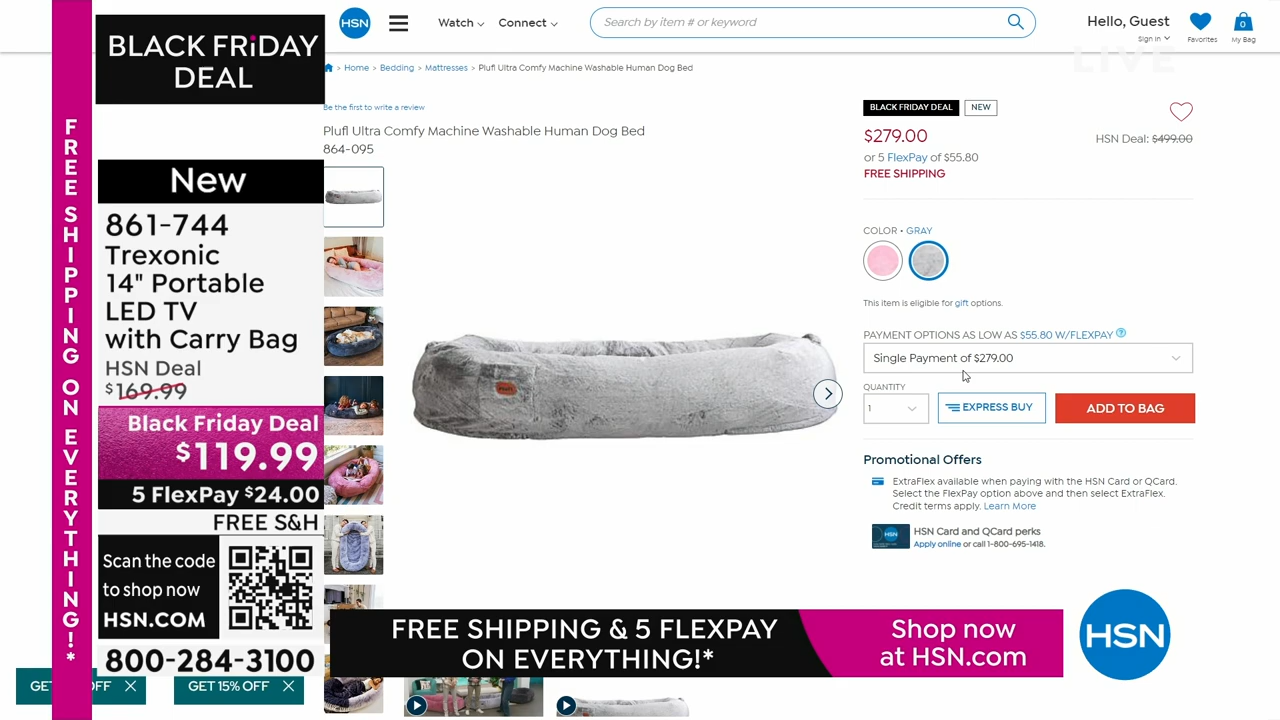 FREE SHIPPING ON EVERYTHING!*
BLACK FRiDAY
DEAL
New
861-744
Trexonic
14" Portable
LED TV
with Carry Bag
HSN Deal
$169.99
Black Friday Deal
$119.99
5 FlexPay $24.00
FREE S&H
Scan the code
to shop now
HSN.COM
800-284-3100
HSN
Watch
Connect
Search by item # or keyword
Hello, Guest
Sign in
Favorites
0
My Bag
LIVE
> Home > Bedding > Mattresses > Plufl Ultra Comfy Machine Washable Human Dog Bed
Be the first to write a review
Plufl Ultra Comfy Machine Washable Human Dog Bed
864-095
BLACK FRIDAY DEAL
NEW
$279.00
HSN Deal: $499.00
or 5 FlexPay of $55.80
FREE SHIPPING
COLOR • GRAY
This item is eligible for gift options.
PAYMENT OPTIONS AS LOW AS $55.80 W/FLEXPAY ?
Single Payment of $279.00
QUANTITY
1
EXPRESS BUY
ADD TO BAG
Promotional Offers
ExtraFlex available when paying with the HSN Card or QCard.
Select the FlexPay option above and then select ExtraFlex.
Credit terms apply. Learn More
HSN
HSN Card and QCard perks
Apply online or call 1-800-695-1418.
FREE SHIPPING & 5 FLEXPAY
ON EVERYTHING!*
Shop now
at HSN.com
HSN
GET
OFF
GET 15% OFF